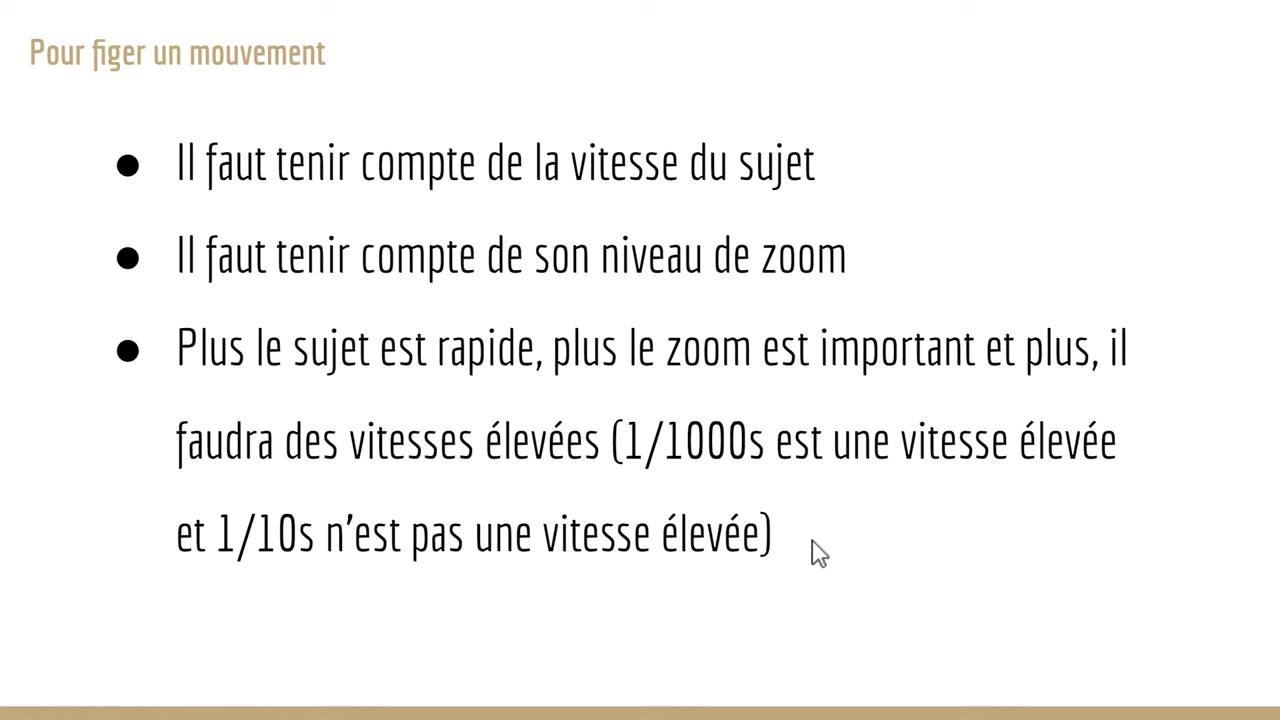 Pour figer un mouvement
● Il faut tenir compte de la vitesse du sujet
● Il faut tenir compte de son niveau de zoom
● Plus le sujet est rapide, plus le zoom est important et plus, il
faudra des vitesses élevées (1/1000s est une vitesse élevée
et 1/10s n’est pas une vitesse élevée)